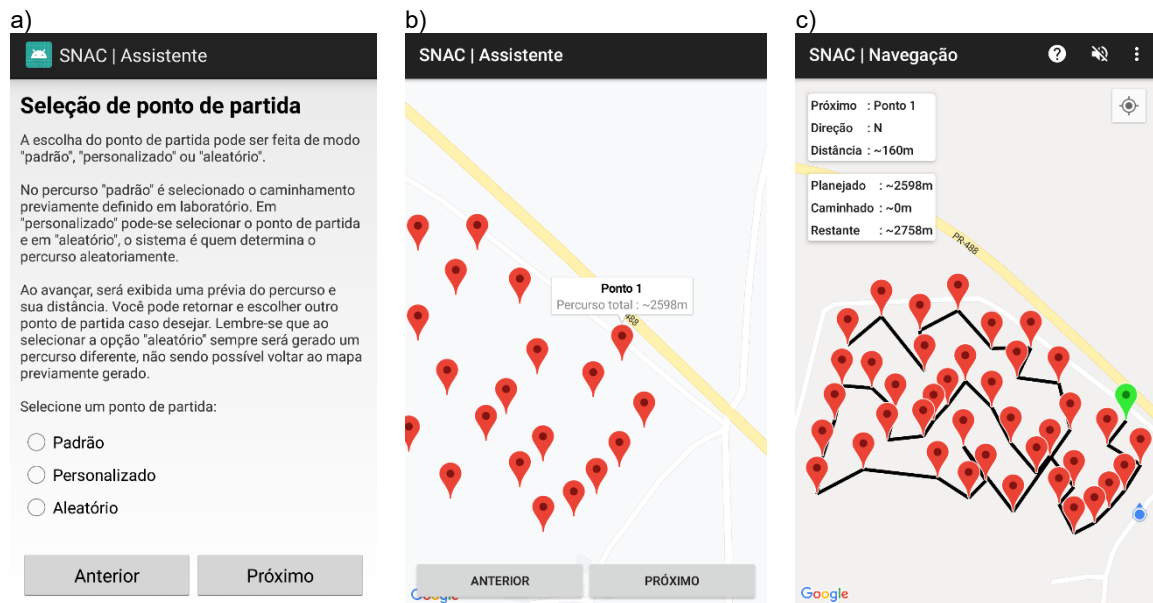 a)
SNAC | Assistente
Seleção de ponto de partida
A escolha do ponto de partida pode ser feita de modo
"padrão", "personalizado" ou "aleatório".
No percurso "padrão" é selecionado o caminhamento
previamente definido em laboratório. Em
"personalizado" pode-se selecionar o ponto de partida
e em "aleatório", o sistema é quem determina o
percurso aleatoriamente.
Ao avançar, será exibida uma prévia do percurso e
sua distância. Você pode retornar e escolher outro
ponto de partida caso desejar. Lembre-se que ao
selecionar a opção "aleatório" sempre será gerado um
percurso diferente, não sendo possível voltar ao mapa
previamente gerado.
Selecione um ponto de partida:
Padrão
Personalizado
Aleatório
Anterior
Próximo
b)
SNAC | Assistente
Ponto 1
Percurso total : ~2598m
488
ANTERIOR
PRÓXIMO
Google
c)
SNAC | Navegação
Próximo : Ponto 1
Direção : N
Distância : ~160m
Planejado : ~2598m
Caminhado : ~0m
Restante : ~2758m
PR-488
Google